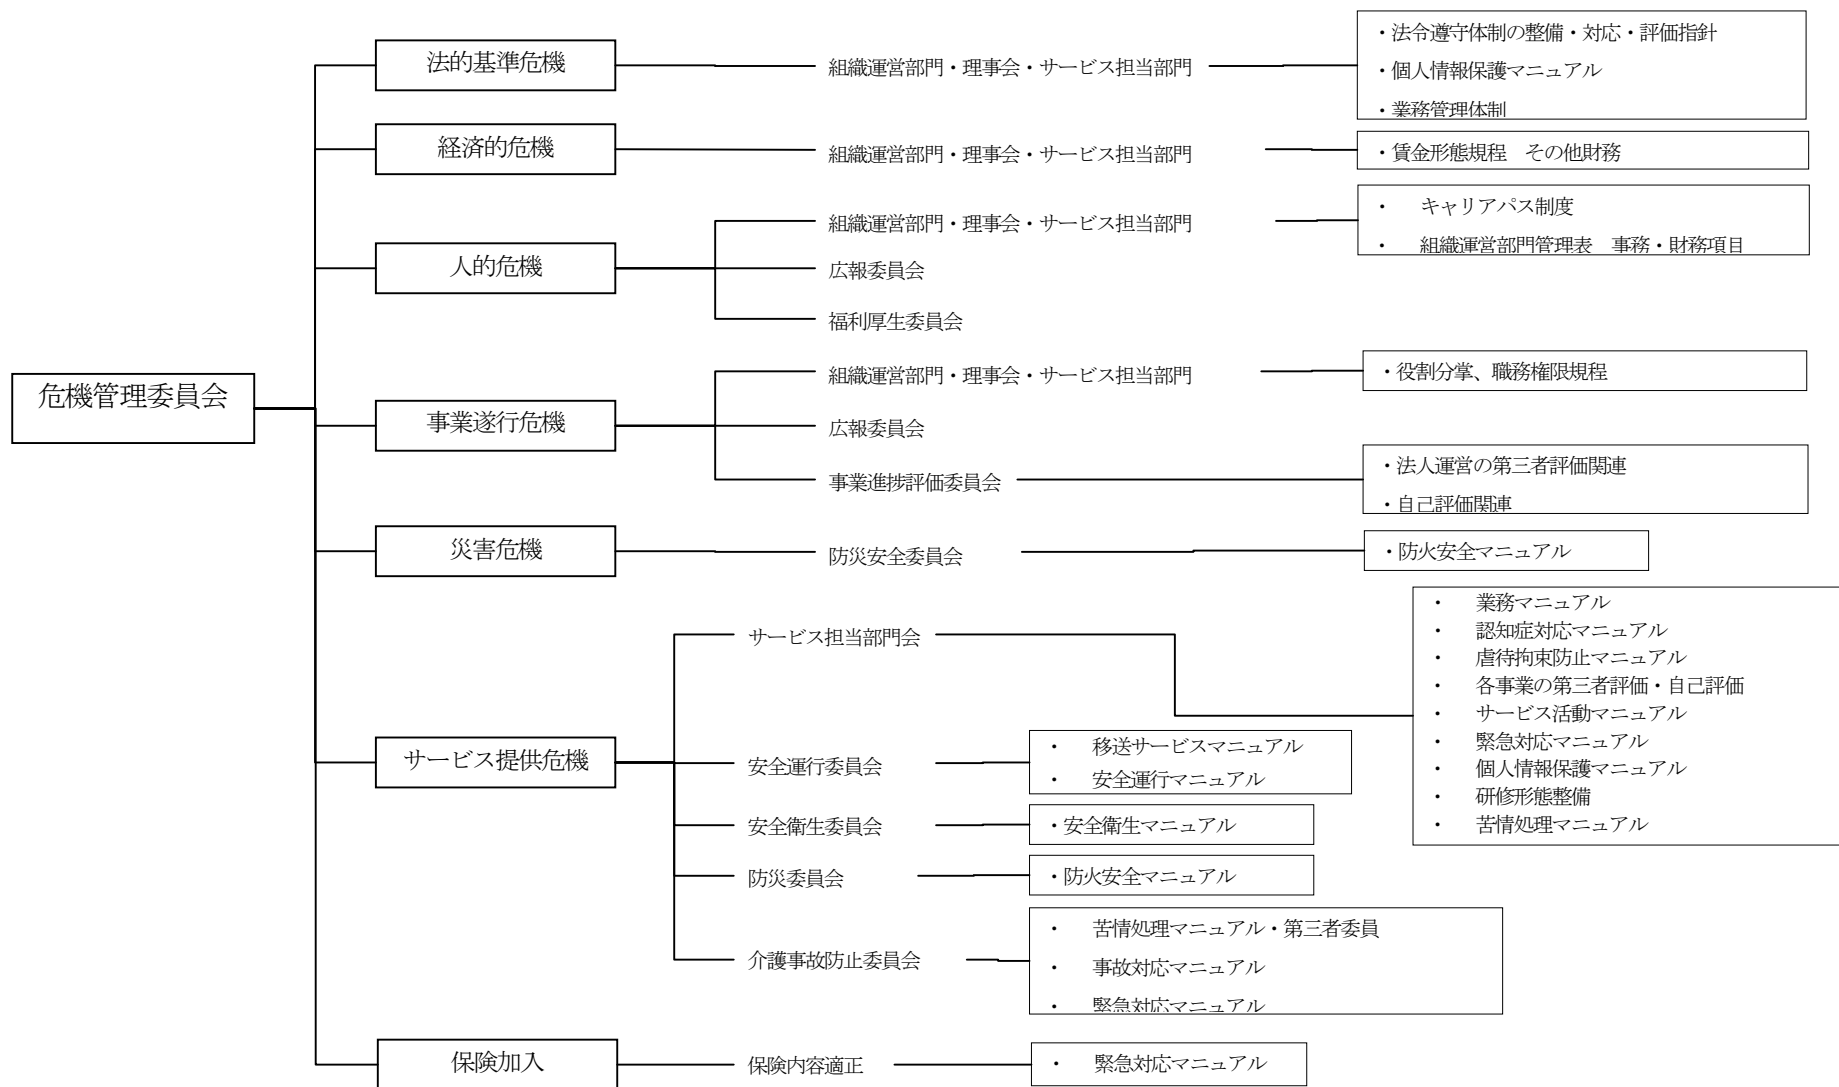 危機管理委員会
法的基準危機
組織運営部門・理事会・サービス担当部門
・法令遵守体制の整備・対応・評価指針
・個人情報保護マニュアル
・業務管理体制
経済的危機
組織運営部門・理事会・サービス担当部門
・賃金形態規程　その他財務
人的危機
組織運営部門・理事会・サービス担当部門
・　キャリアパス制度
・　組織運営部門管理表　事務・財務項目
広報委員会
福利厚生委員会
事業遂行危機
組織運営部門・理事会・サービス担当部門
・役割分掌、職務権限規程
広報委員会
事業進捗評価委員会
・法人運営の第三者評価関連
・自己評価関連
災害危機
防災安全委員会
・防火安全マニュアル
サービス提供危機
サービス担当部門会
・　業務マニュアル
・　認知症対応マニュアル
・　虐待拘束防止マニュアル
・　各事業の第三者評価・自己評価
・　サービス活動マニュアル
・　緊急対応マニュアル
・　個人情報保護マニュアル
・　研修形態整備
・　苦情処理マニュアル
安全運行委員会
・　移送サービスマニュアル
・　安全運行マニュアル
安全衛生委員会
・安全衛生マニュアル
防災委員会
・防火安全マニュアル
介護事故防止委員会
・　苦情処理マニュアル・第三者委員
・　事故対応マニュアル
・　緊急対応マニュアル
保険加入
保険内容適正
・　緊急対応マニュアル